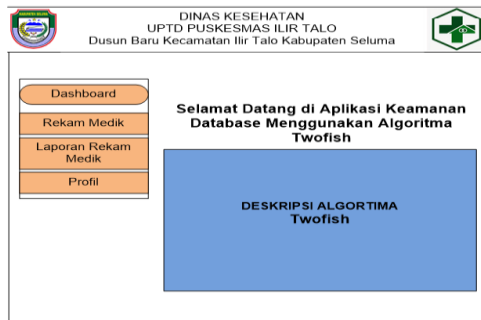 DINAS KESEHATAN
UPTD PUSKESMAS ILIR TALO
Dusun Baru Kecamatan Ilir Talo Kabupaten Seluma
Dashboard
Rekam Medik
Laporan Rekam
Medik
Profil
Selamat Datang di Aplikasi Keamanan
Database Menggunakan Algoritma
Twofish
DESKRIPSI ALGORTIMA
Twofish